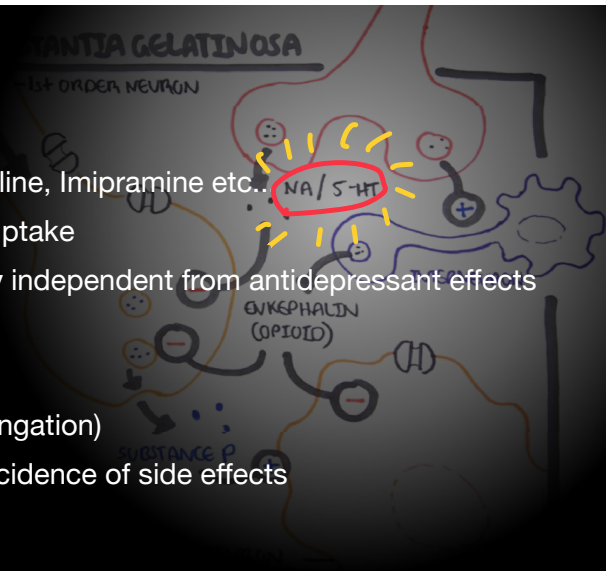 TANTIA GELATINOSA
1st ORDER NEURON
line, Imipramine etc..
NA / 5-HT
ptake
y independent from antidepressant effects
ENKEPHALIN
(OPIOID)
ngation)
SUBSTANCE P
cidence of side effects